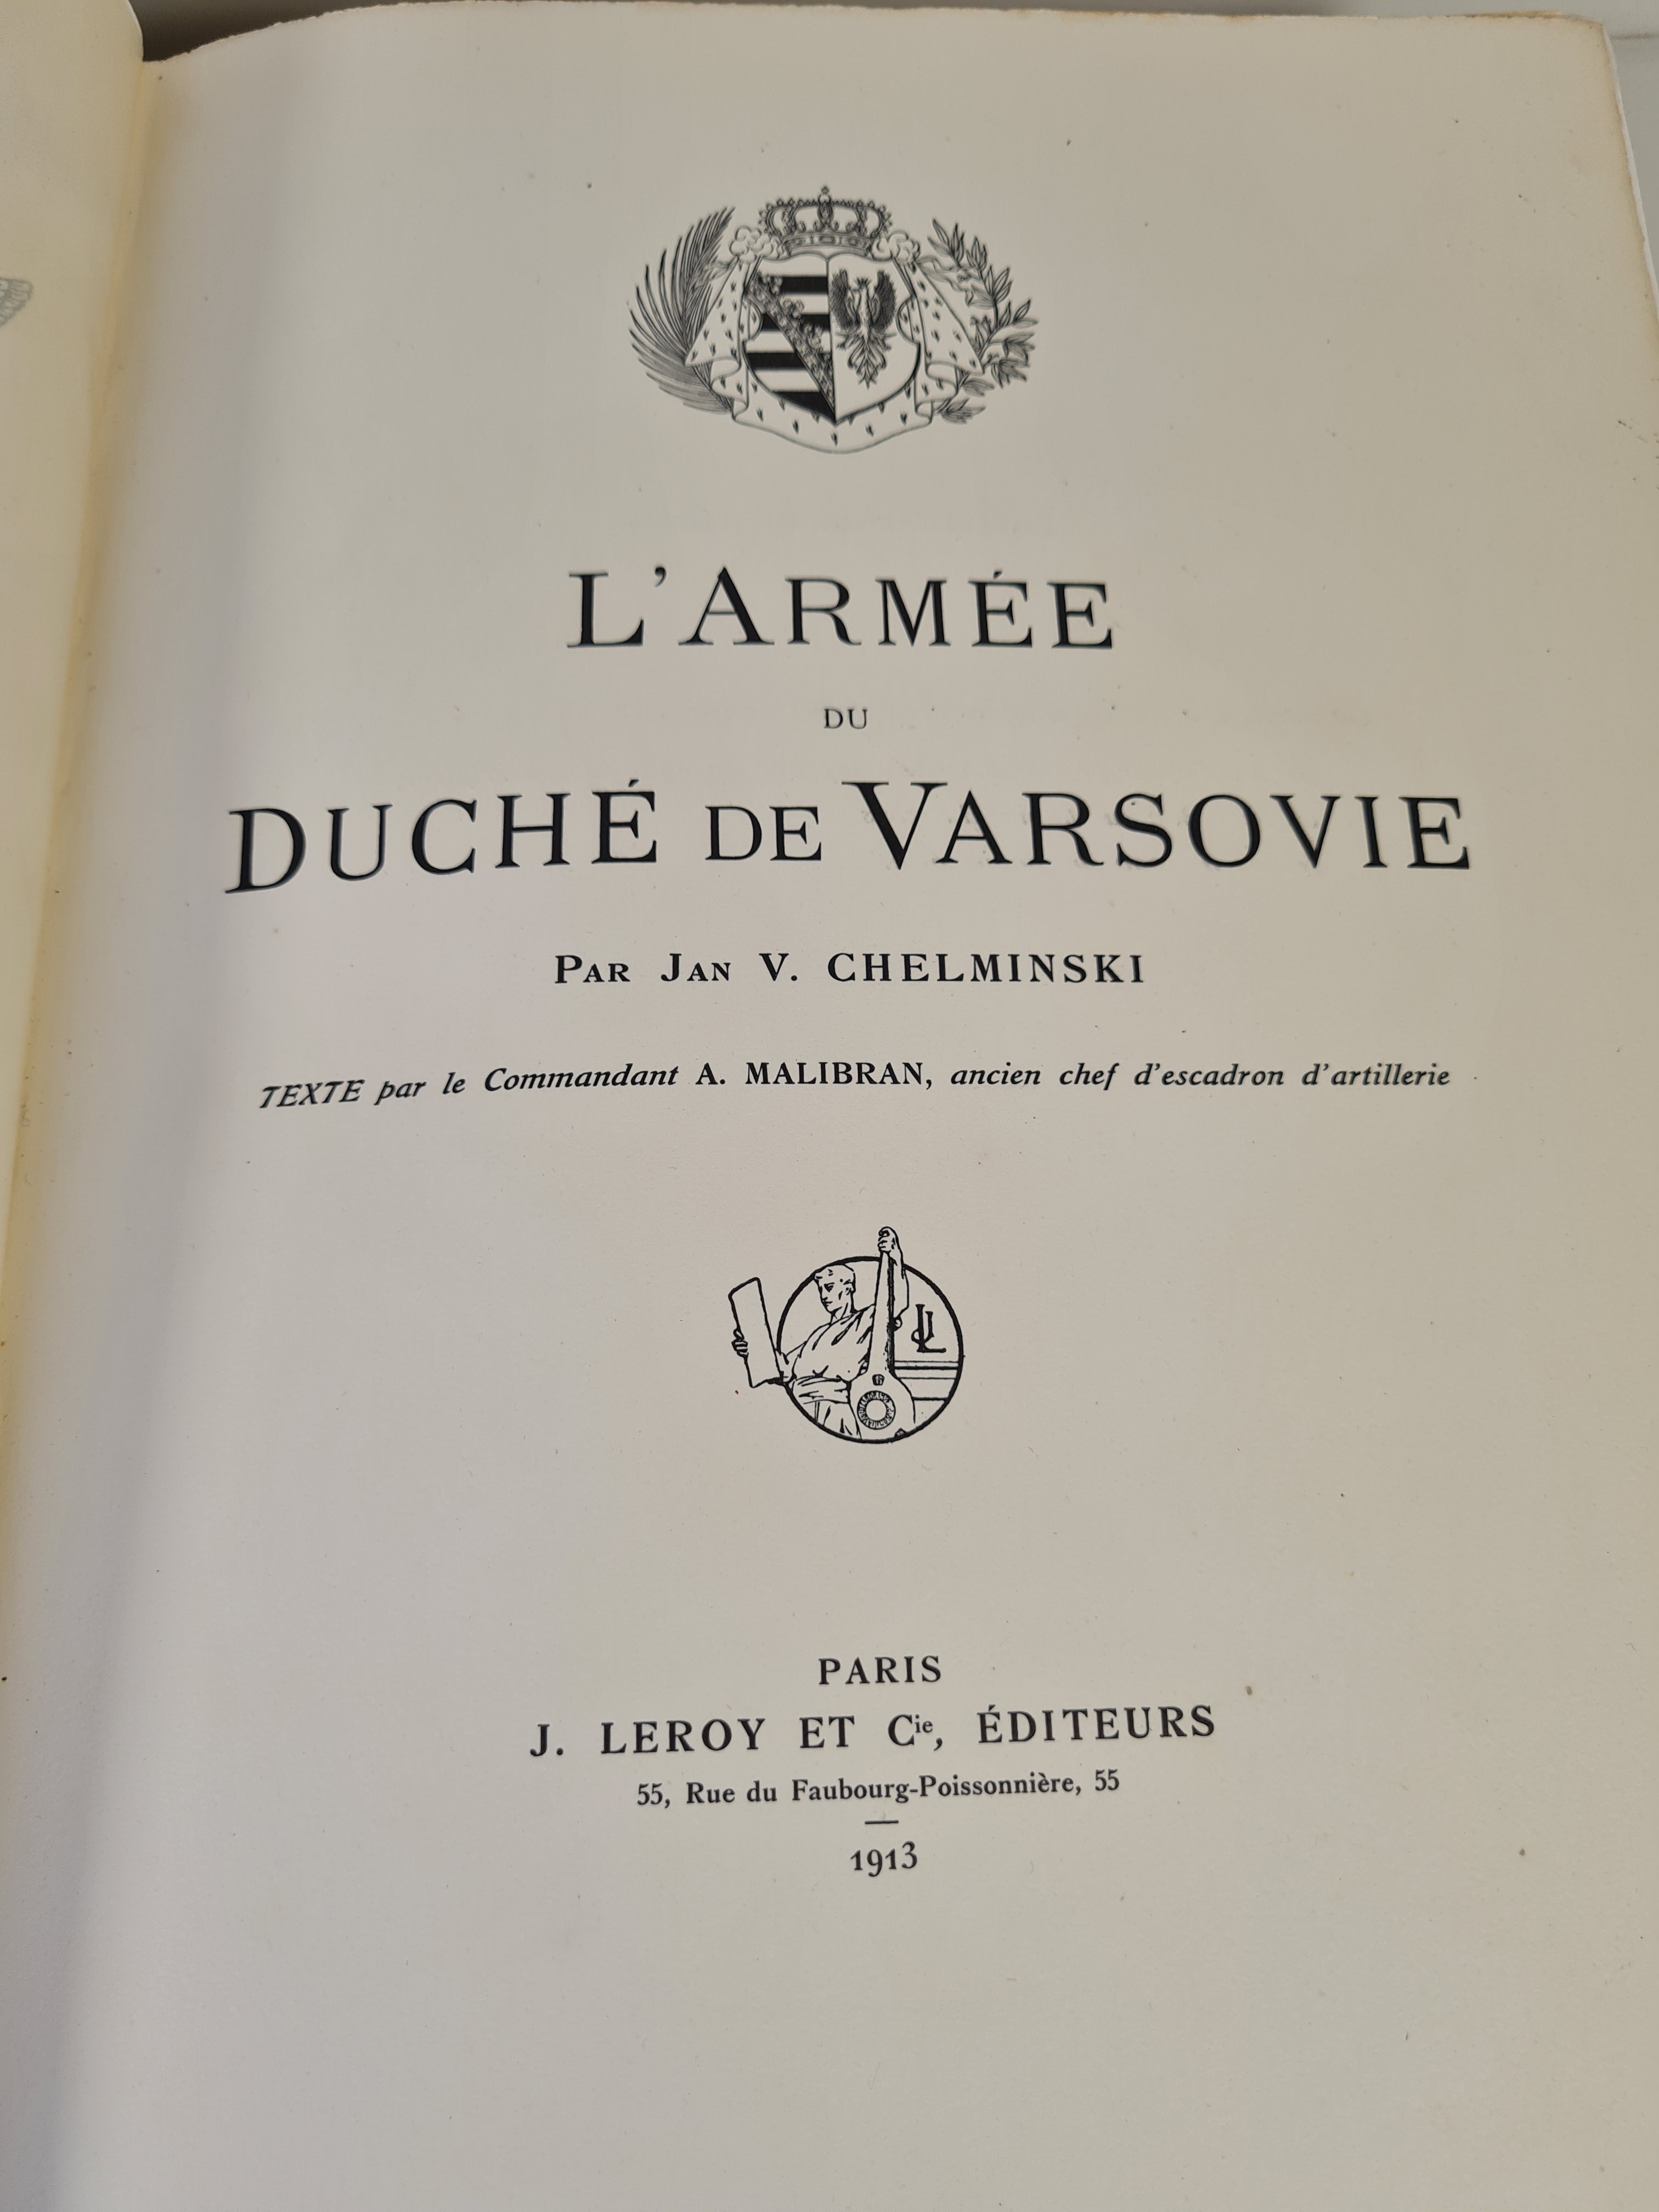 L'ARMÉE
DU
DUCHÉ DE VARSOVIE
PAR JAN V. CHELMINSKI
TEXTE par le Commandant A. MALIBRAN, ancien chef d'escadron d'artillerie
JL
PARIS
J. LEROY ET Cie, ÉDITEURS
55, Rue du Faubourg-Poissonnière, 55
1913